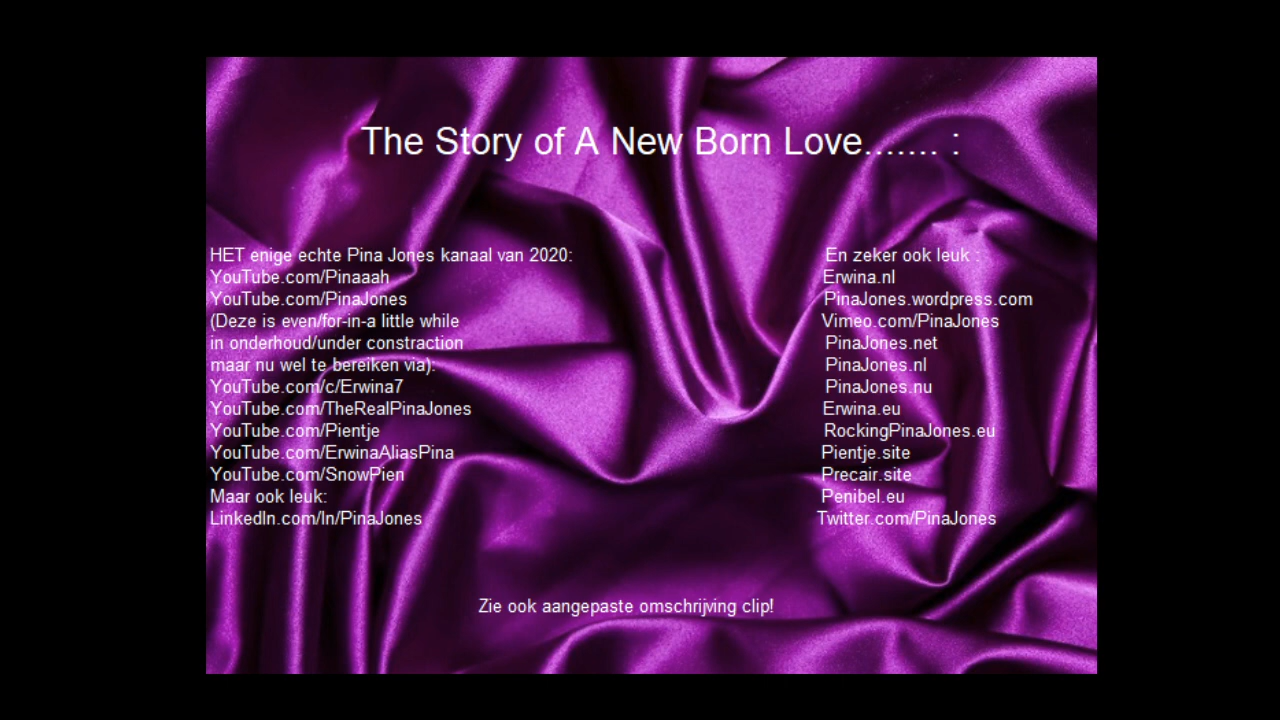 The Story of A New Born Love....... :
HET enige echte Pina Jones kanaal van 2020:
YouTube.com/Pinaaah
YouTube.com/PinaJones
(Deze is even/for-in-a little while
in onderhoud/under constraction
maar nu wel te bereiken via):
YouTube.com/c/Erwina7
YouTube.com/TheRealPinaJones
YouTube.com/Pientje
YouTube.com/ErwinaAliasPina
YouTube.com/SnowPien
Maar ook leuk:
LinkedIn.com/In/PinaJones
En zeker ook leuk :
Erwina.nl
PinaJones.wordpress.com
Vimeo.com/PinaJones
PinaJones.net
PinaJones.nl
PinaJones.nu
Erwina.eu
RockingPinaJones.eu
Pientje.site
Precair.site
Penibel.eu
Twitter.com/PinaJones
Zie ook aangepaste omschrijving clip!